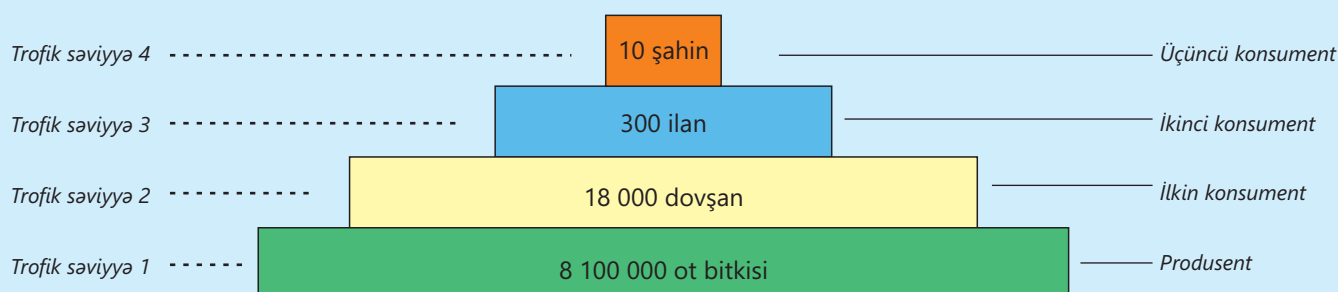 Trofik səviyyə 4 10 şahin Üçüncü konsument
Trofik səviyyə 3 300 ilan İkinci konsument
Trofik səviyyə 2 18 000 dovşan İlkin konsument
Trofik səviyyə 1 8 100 000 ot bitkisi Produsent